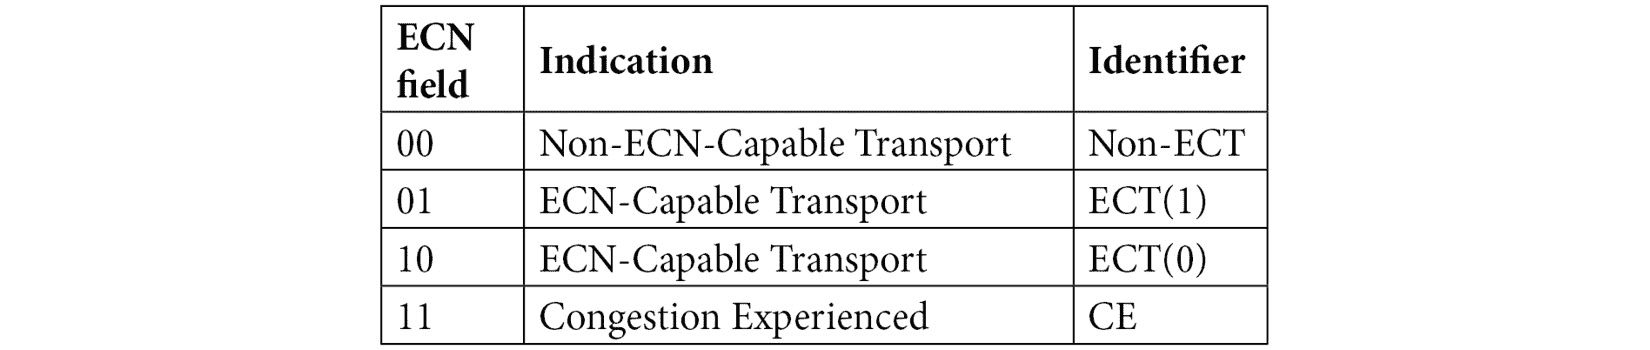 ECN field Indication Identifier
00 Non-ECN-Capable Transport Non-ECT
01 ECN-Capable Transport ECT(1)
10 ECN-Capable Transport ECT(0)
11 Congestion Experienced CE